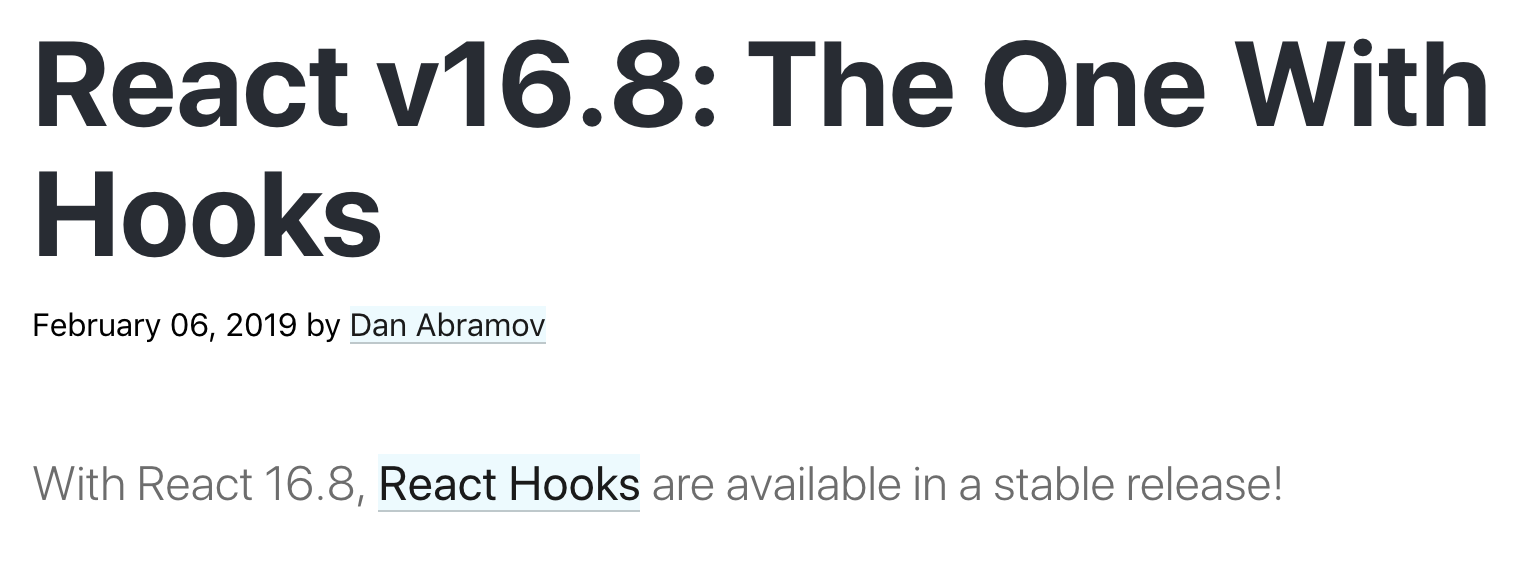 React v16.8: The One With
Hooks
February 06, 2019 by Dan Abramov
With React 16.8, React Hooks are available in a stable release!